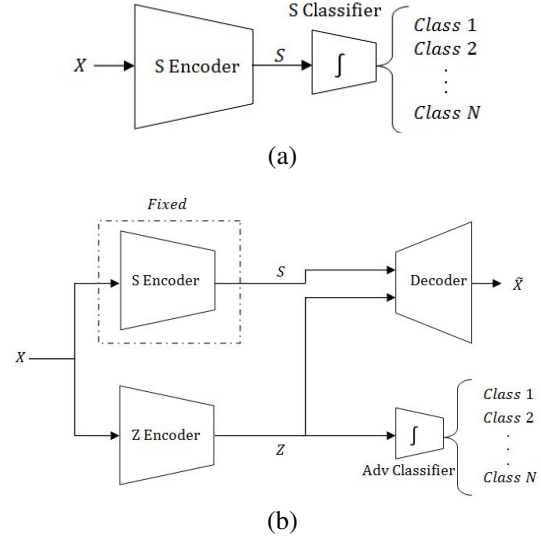 S Classifier
X
S Encoder
S
∫
Class 1
Class 2
.
.
.
Class N
(a)
Fixed
S Encoder
S
Decoder
X̃
X
Z Encoder
Z
∫
Adv Classifier
Class 1
Class 2
.
.
.
Class N
(b)